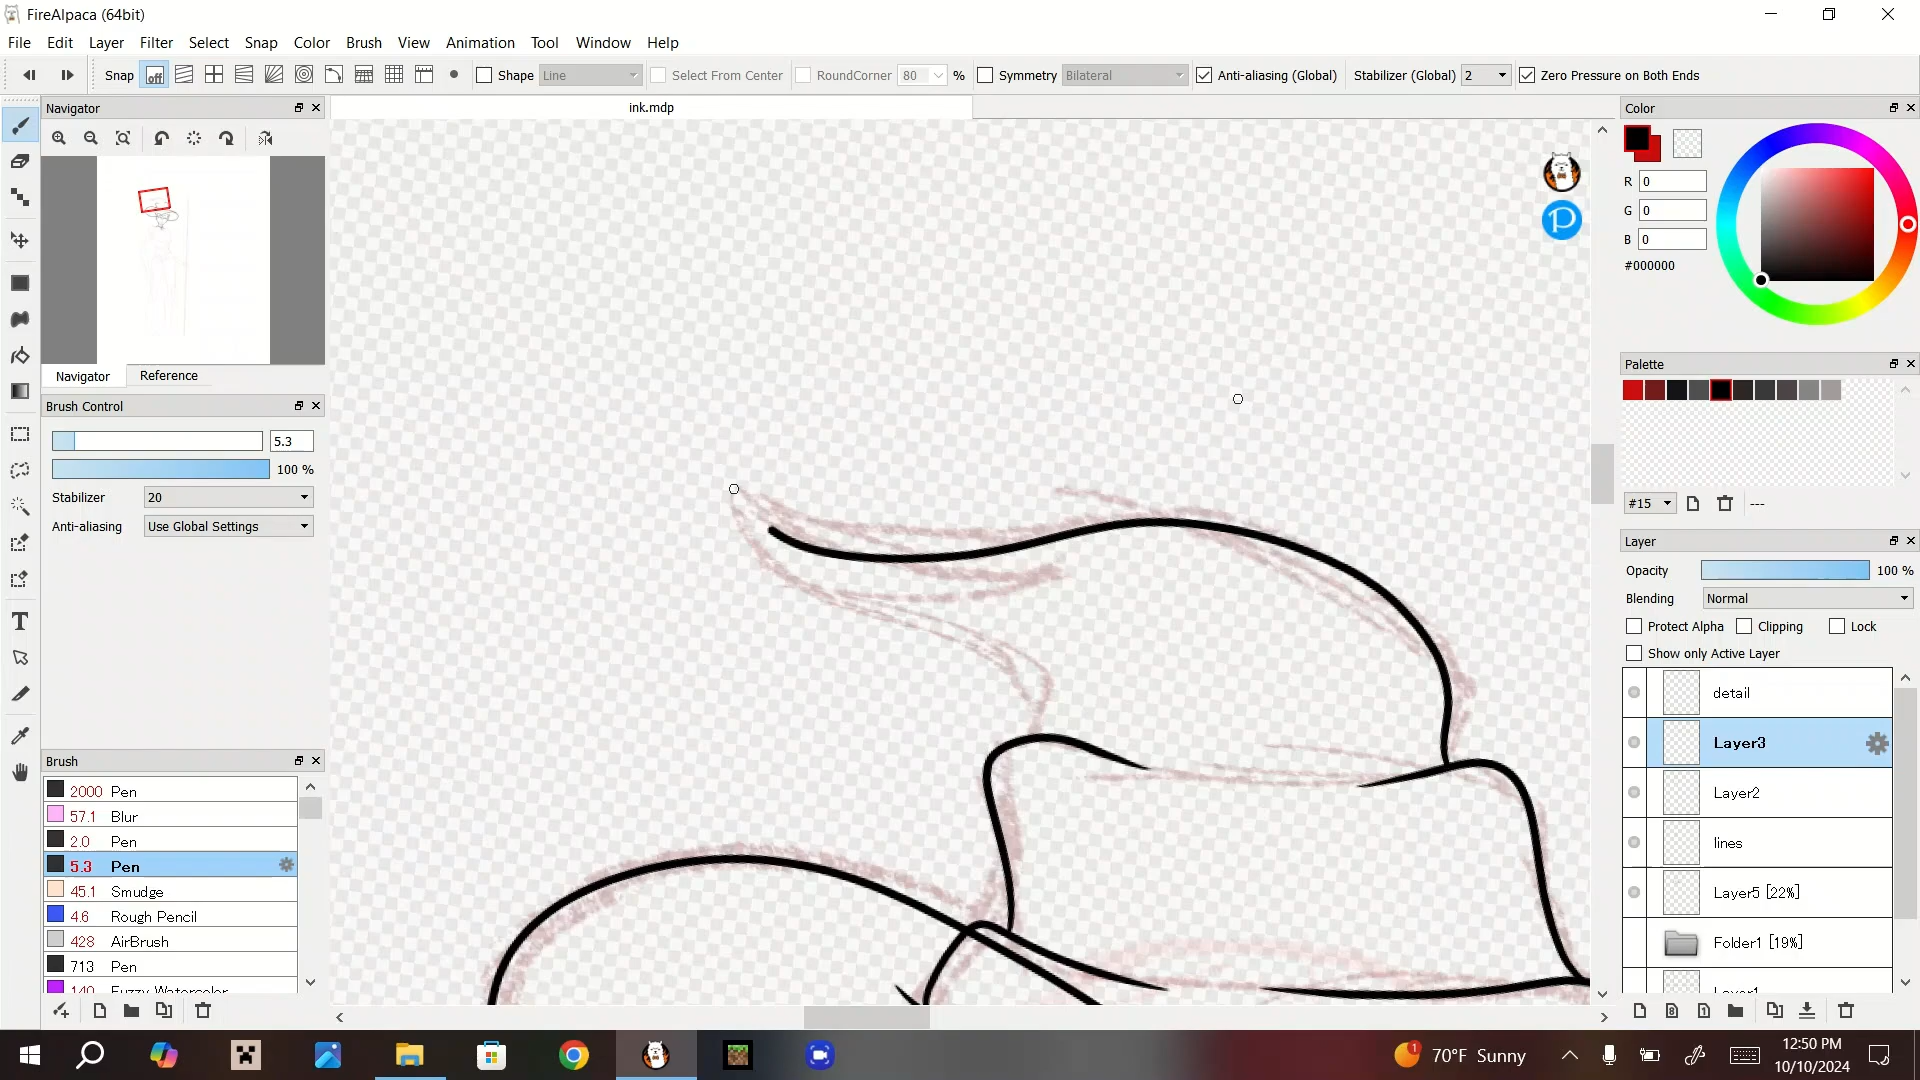 FireAlpaca (64bit)
File Edit Layer Filter Select Snap Color Brush View Animation Tool Window Help
Snap off Shape Line Select From Center RoundCorner 80 % Symmetry Bilateral Anti-aliasing (Global) Stabilizer (Global) 2 Zero Pressure on Both Ends
Navigator
ink.mdp
Color
R 0
G 0
B 0
#000000
Navigator Reference
Palette
Brush Control
5.3
100 %
Stabilizer 20
Anti-aliasing Use Global Settings
#15 ---
Layer
Opacity 100 %
Blending Normal
Protect Alpha Clipping Lock
Show only Active Layer
detail
Layer3
Layer2
lines
Layer5 [22%]
Folder1 [19%]
Layer1
Brush
2000 Pen
57.1 Blur
2.0 Pen
5.3 Pen
45.1 Smudge
4.6 Rough Pencil
428 AirBrush
713 Pen
140 Fuzzy Watercolor
1 70°F Sunny
12:50 PM
10/10/2024